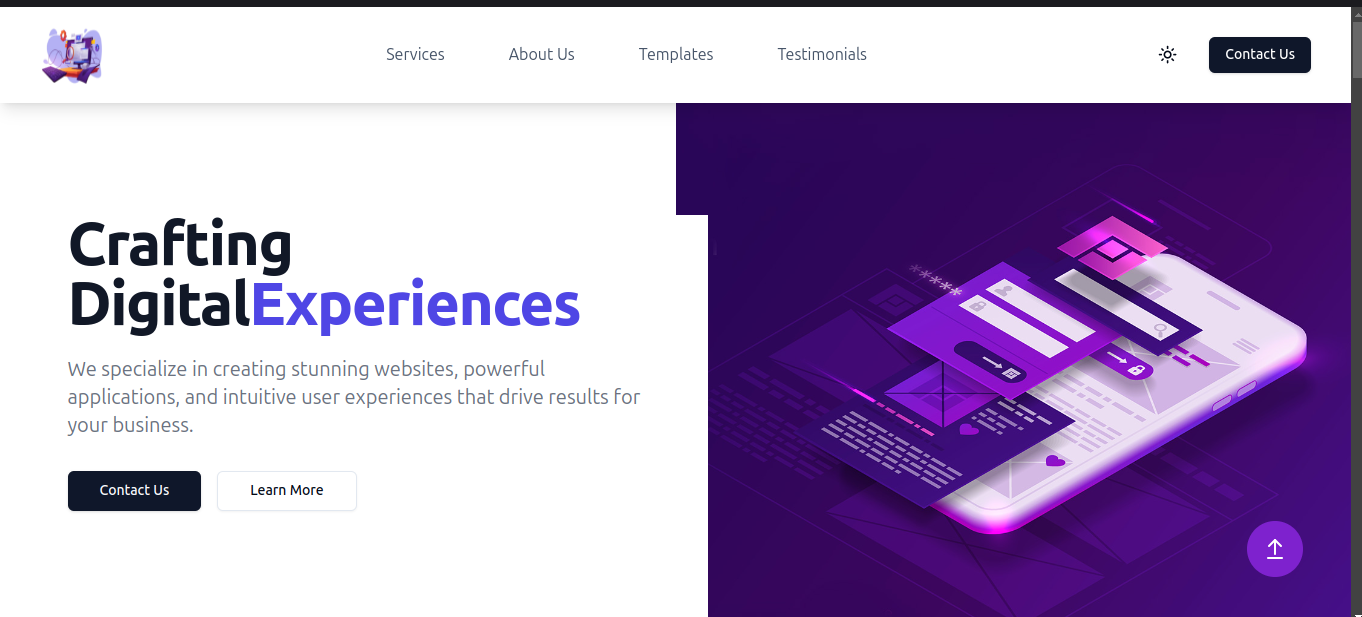 Services About Us Templates Testimonials Contact Us
Crafting
DigitalExperiences
We specialize in creating stunning websites, powerful
applications, and intuitive user experiences that drive results for
your business.
Contact Us Learn More
*****